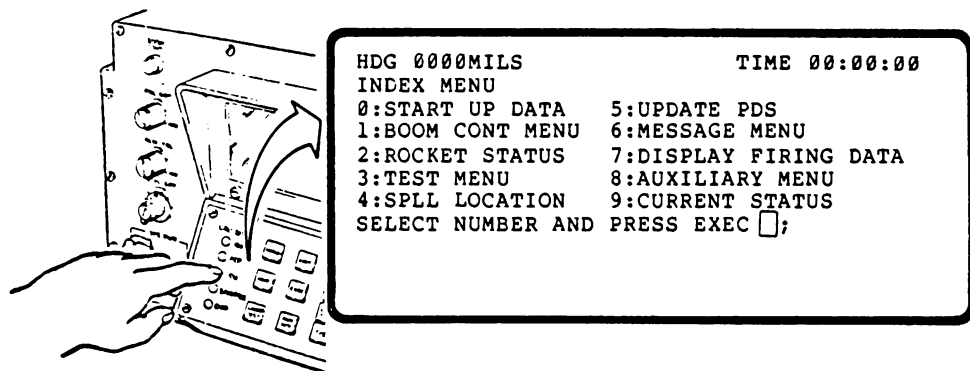 HDG 0000MILS TIME 00:00:00
INDEX MENU
0:START UP DATA 5:UPDATE PDS
1:BOOM CONT MENU 6:MESSAGE MENU
2:ROCKET STATUS 7:DISPLAY FIRING DATA
3:TEST MENU 8:AUXILIARY MENU
4:SPLL LOCATION 9:CURRENT STATUS
SELECT NUMBER AND PRESS EXEC ;